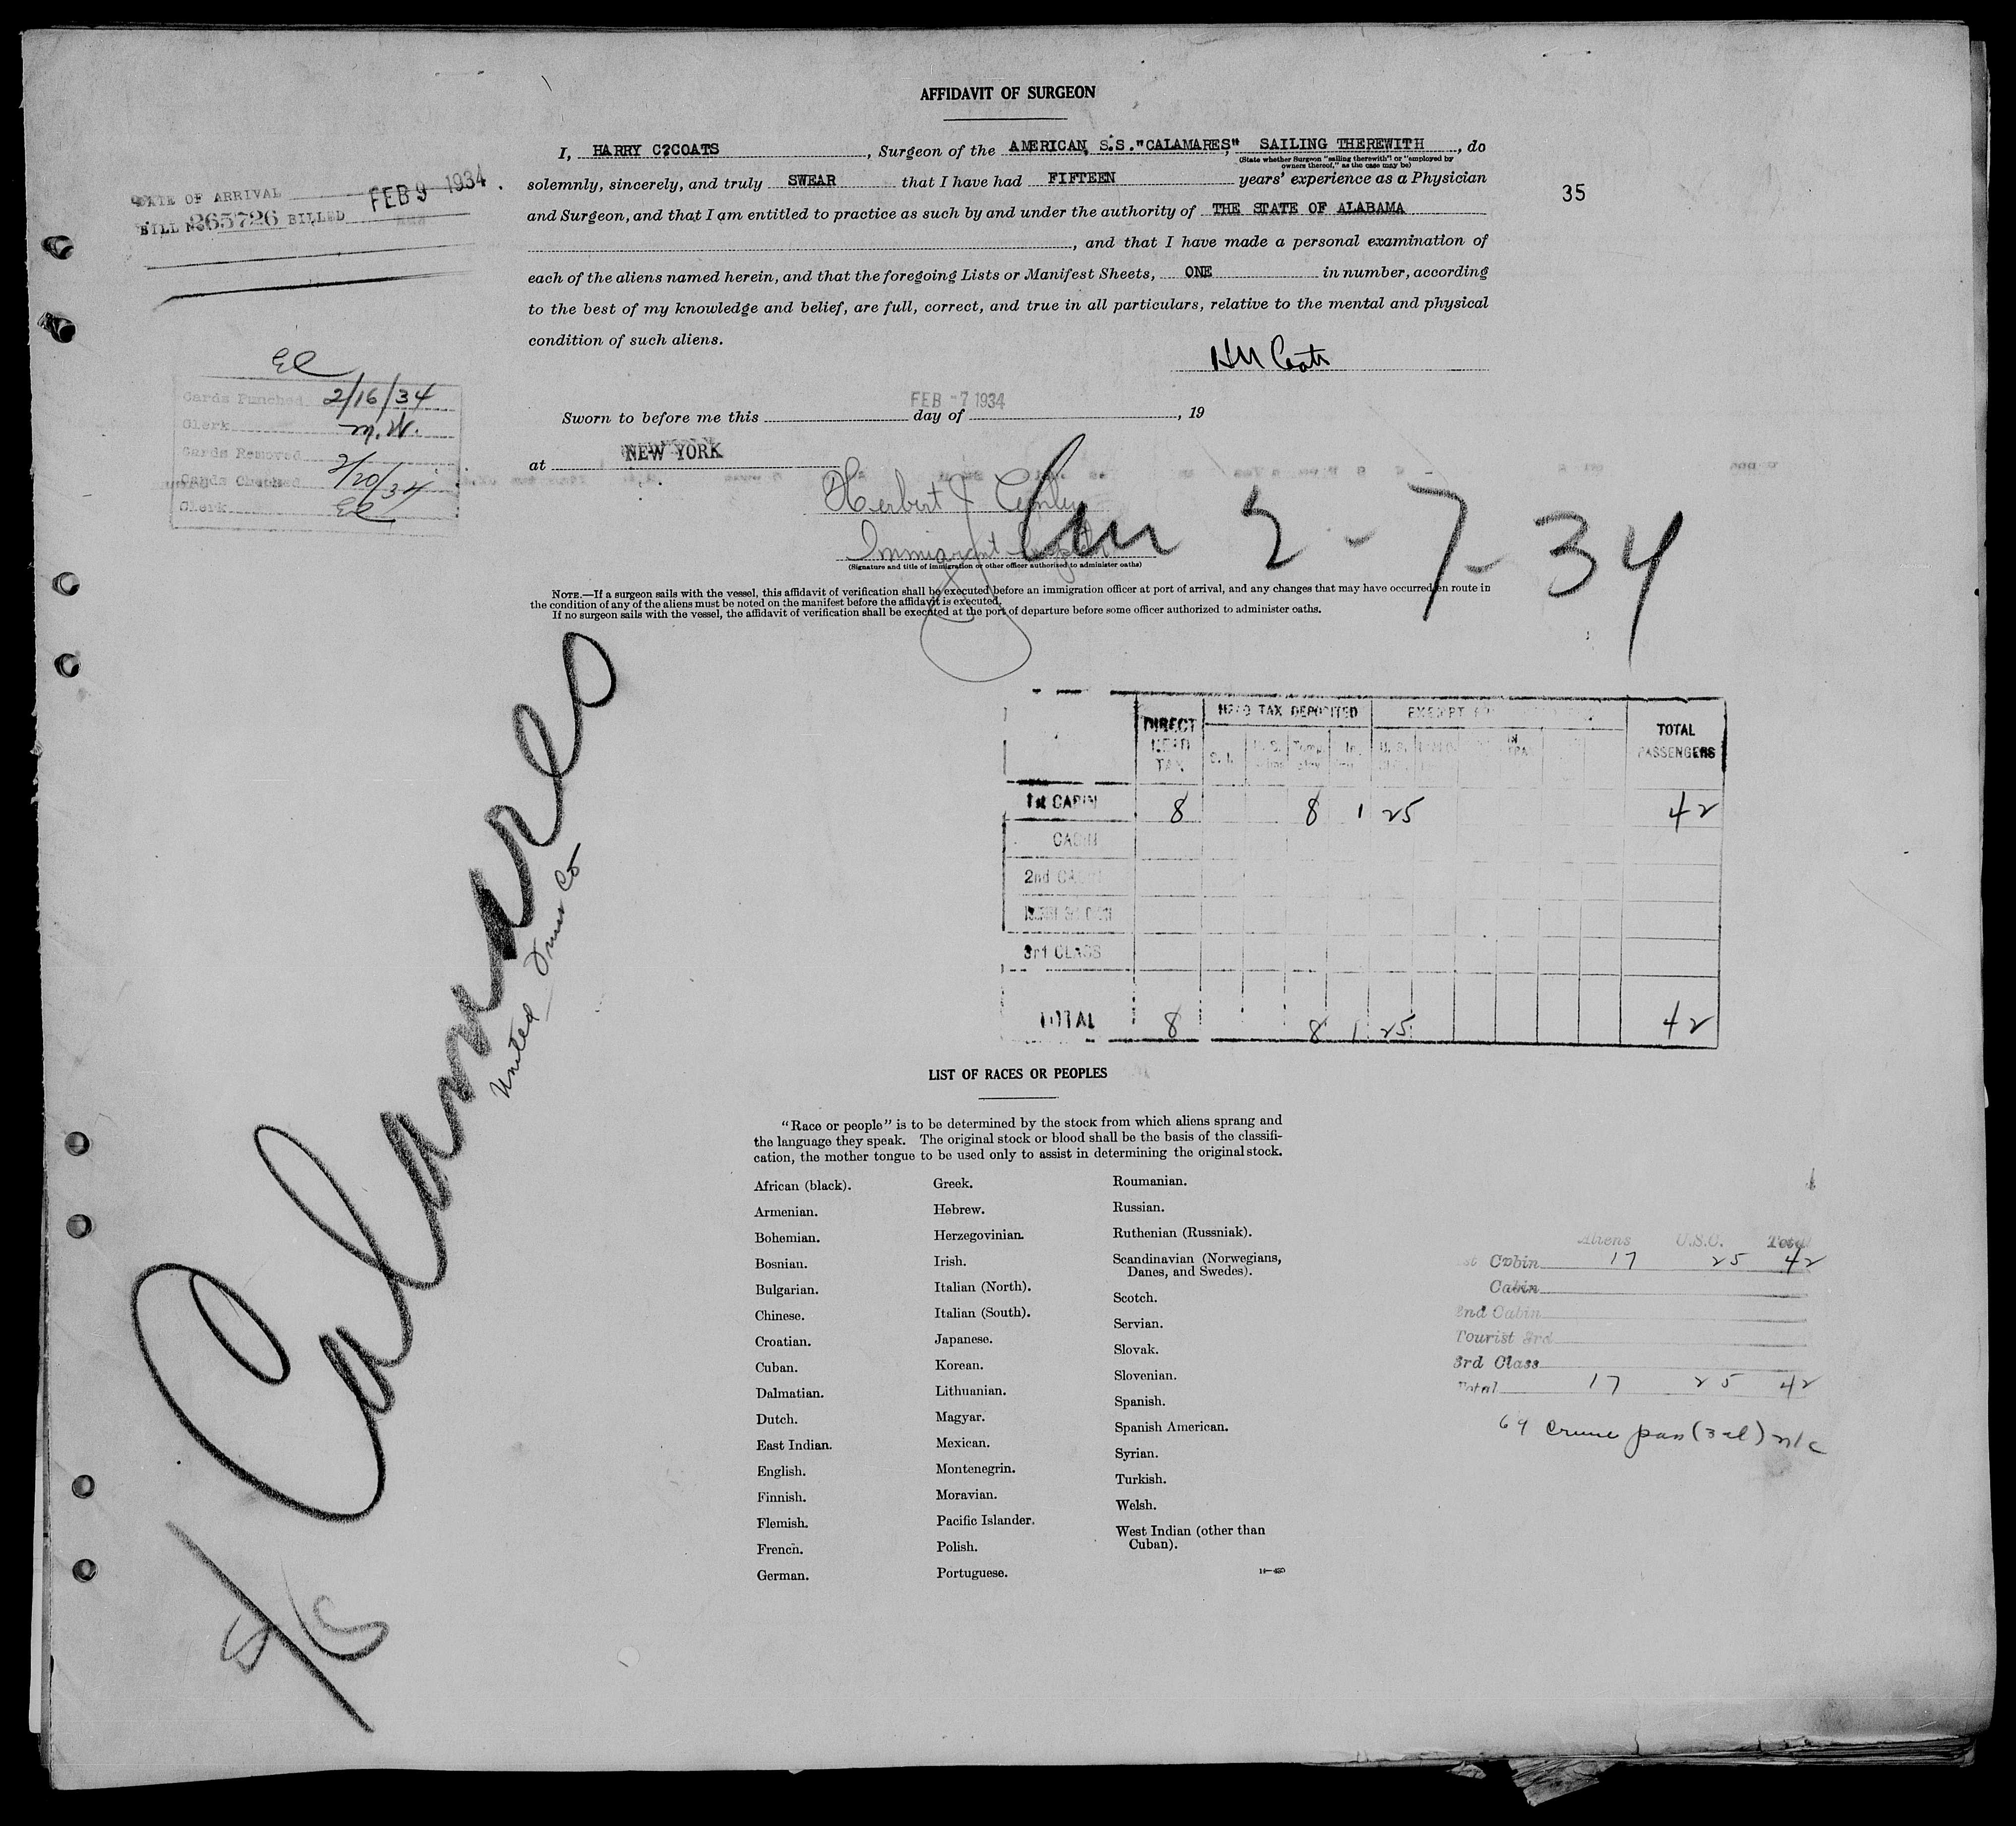 AFFIDAVIT OF SURGEON
I, HARRY C?COATS, Surgeon of the AMERICAN S.S."CALAMARES", SAILING THEREWITH, do
(State whether Surgeon "sailing therewith" or "employed by
owners thereof," as the case may be)
solemnly, sincerely, and truly SWEAR that I have had FIFTEEN years' experience as a Physician
and Surgeon, and that I am entitled to practice as such by and under the authority of THE STATE OF ALABAMA
, and that I have made a personal examination of
each of the aliens named herein, and that the foregoing Lists or Manifest Sheets, ONE in number, according
to the best of my knowledge and belief, are full, correct, and true in all particulars, relative to the mental and physical
condition of such aliens.
35
DATE OF ARRIVAL FEB 9 1934
BILL No 265726 BILLED
El
Cards Punched 2/16/34
Clerk M.W.
Cards Removed
Cards Checked 2/20/34
Clerk El
Coats
Sworn to before me this FEB -7 1934 day of , 19
at NEW YORK
Herbert J
Immigrant
(Signature and title of immigration or other officer authorized to administer oaths)
2-7-34
NOTE.—If a surgeon sails with the vessel, this affidavit of verification shall be executed before an immigration officer at port of arrival, and any changes that may have occurred en route in
the condition of any of the aliens must be noted on the manifest before the affidavit is executed.
If no surgeon sails with the vessel, the affidavit of verification shall be executed at the port of departure before some officer authorized to administer oaths.
Calamares
United Fruit Co
DIRECT HEAD TAX HEAD TAX DEPOSITED EXEMPT TOTAL PASSENGERS
1st CABIN 8 8 1 25 42
CABIN
2nd CABIN
3rd CLASS
TOTAL 8 8 1 25 42
LIST OF RACES OR PEOPLES
"Race or people" is to be determined by the stock from which aliens sprang and
the language they speak. The original stock or blood shall be the basis of the classifi-
cation, the mother tongue to be used only to assist in determining the original stock.
African (black).
Armenian.
Bohemian.
Bosnian.
Bulgarian.
Chinese.
Croatian.
Cuban.
Dalmatian.
Dutch.
East Indian.
English.
Finnish.
Flemish.
French.
German.
Greek.
Hebrew.
Herzegovinian.
Irish.
Italian (North).
Italian (South).
Japanese.
Korean.
Lithuanian.
Magyar.
Mexican.
Montenegrin.
Moravian.
Pacific Islander.
Polish.
Portuguese.
Roumanian.
Russian.
Ruthenian (Russniak).
Scandinavian (Norwegians,
Danes, and Swedes).
Scotch.
Servian.
Slovak.
Slovenian.
Spanish.
Spanish American.
Syrian.
Turkish.
Welsh.
West Indian (other than
Cuban).
Aliens U.S.C. Total
Cabin 17 25 42
Cabin
2nd Cabin
Tourist 3rd
3rd Class
Total 17 25 42